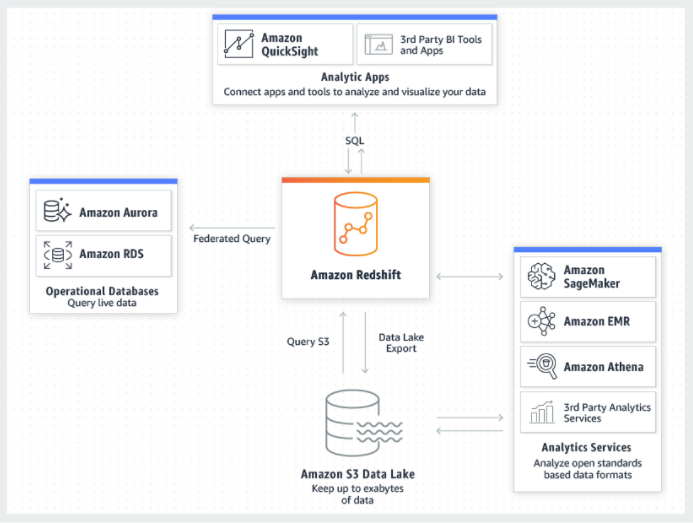 Amazon
QuickSight
3rd Party BI Tools
and Apps
Analytic Apps
Connect apps and tools to analyze and visualize your data
SQL
Amazon Aurora
Amazon RDS
Operational Databases
Query live data
Federated Query
Amazon Redshift
Amazon
SageMaker
Amazon EMR
Amazon Athena
3rd Party Analytics
Services
Analytics Services
Analyze open standards
based data formats
Query S3
Data Lake
Export
Amazon S3 Data Lake
Keep up to exabytes
of data